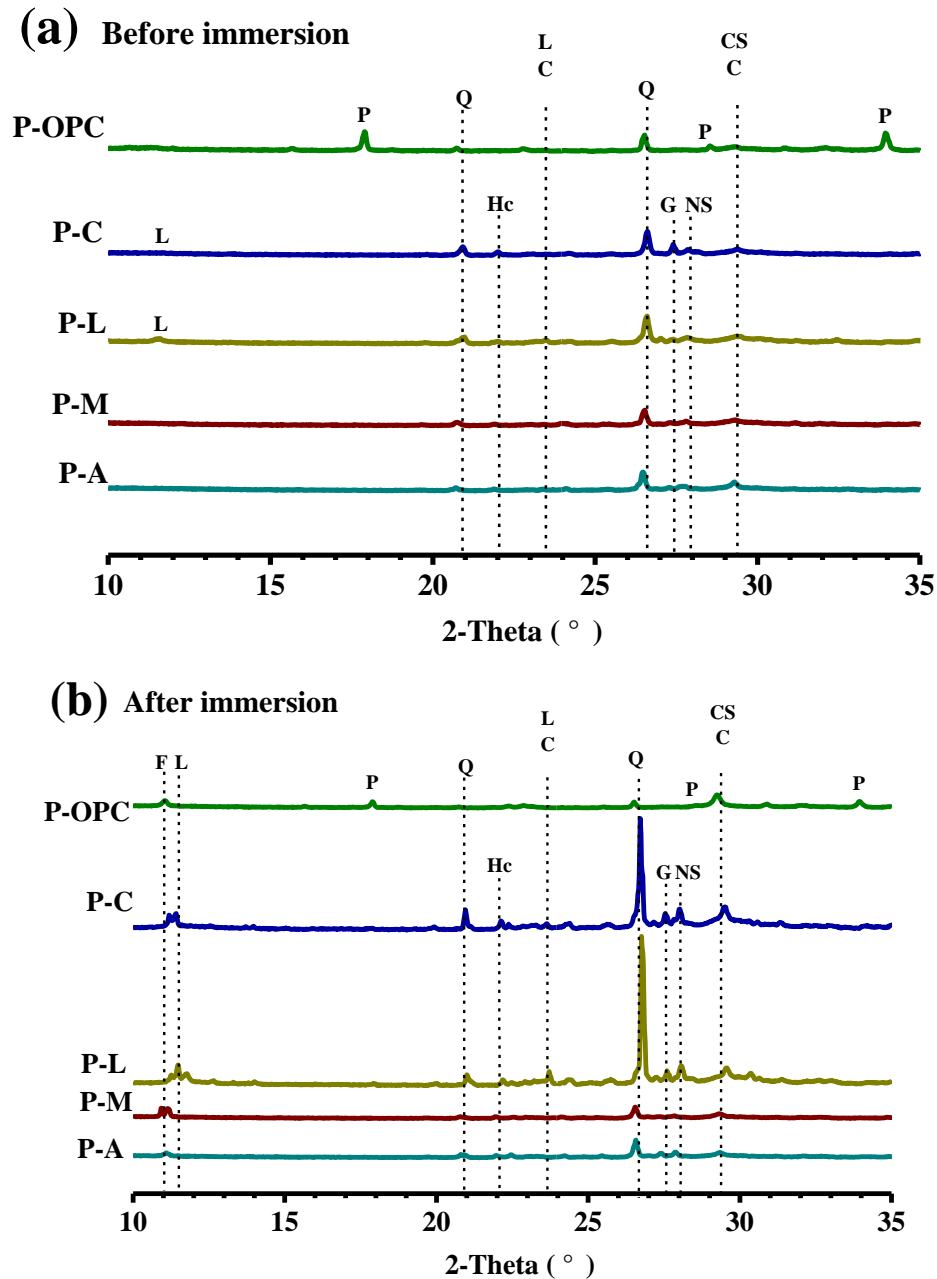 (a) Before immersion
L
C
CS
C
P-OPC
P
Q
Q
P
P
P-C
L
Hc
G NS
P-L
L
P-M
P-A
10 15 20 25 30 35
2-Theta ( ° )
(b) After immersion
F L
P
Q
L
C
Q
P
CS
C
P
P-OPC
P-C
Hc
G NS
P-L
P-M
P-A
10 15 20 25 30 35
2-Theta ( ° )